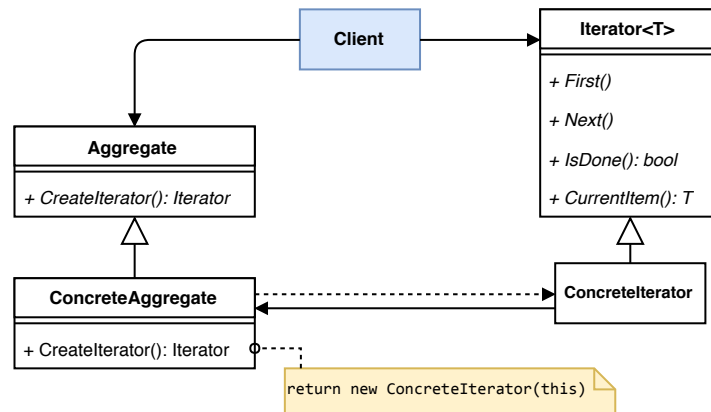 Client
Iterator<T>
+ First()
+ Next()
+ IsDone(): bool
+ CurrentItem(): T
Aggregate
+ CreateIterator(): Iterator
ConcreteAggregate
+ CreateIterator(): Iterator
ConcreteIterator
return new ConcreteIterator(this)